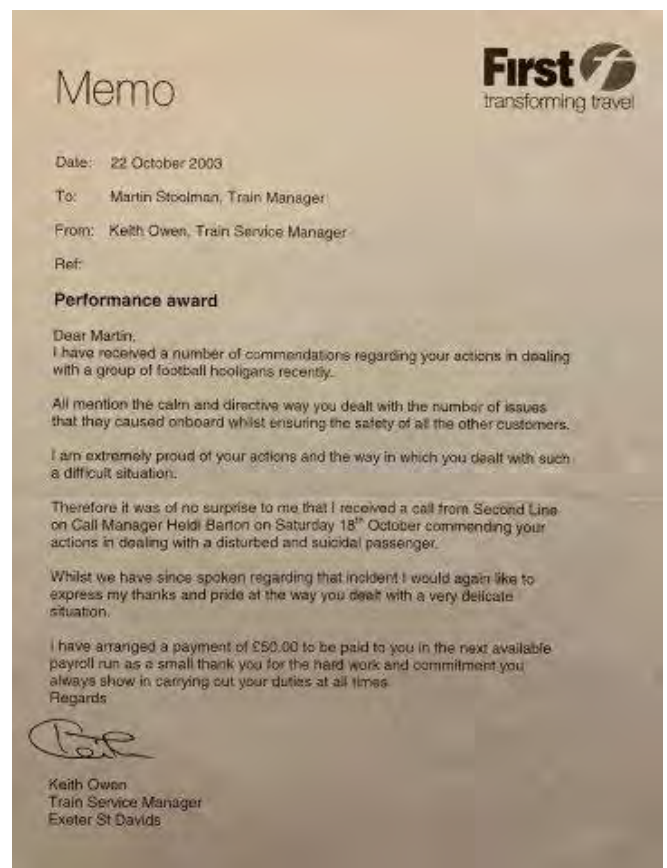 Memo
First
transforming travel
Date: 22 October 2003
To: Martin Stoolman, Train Manager
From: Keith Owen, Train Service Manager
Ref:
Performance award
Dear Martin,
I have received a number of commendations regarding your actions in dealing
with a group of football hooligans recently.
All mention the calm and directive way you dealt with the number of issues
that they caused onboard whilst ensuring the safety of all the other customers.
I am extremely proud of your actions and the way in which you dealt with such
a difficult situation.
Therefore it was of no surprise to me that I received a call from Second Line
on Call Manager Heidi Barton on Saturday 18th October commending your
actions in dealing with a disturbed and suicidal passenger.
Whilst we have since spoken regarding that incident I would again like to
express my thanks and pride at the way you dealt with a very delicate
situation.
I have arranged a payment of £50.00 to be paid to you in the next available
payroll run as a small thank you for the hard work and commitment you
always show in carrying out your duties at all times.
Regards
Keith
Keith Owen
Train Service Manager
Exeter St Davids